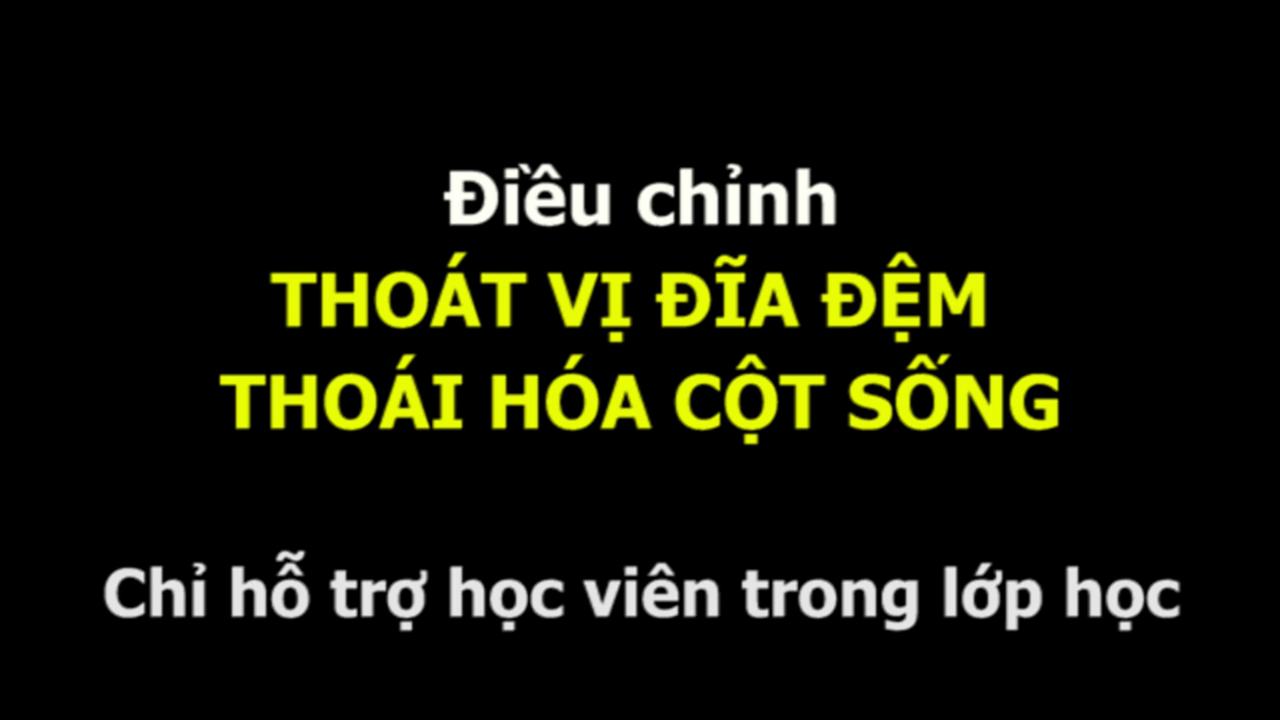 Điều chỉnh
THOÁT VỊ ĐĨA ĐỆM
THOÁI HÓA CỘT SỐNG
Chỉ hỗ trợ học viên trong lớp học